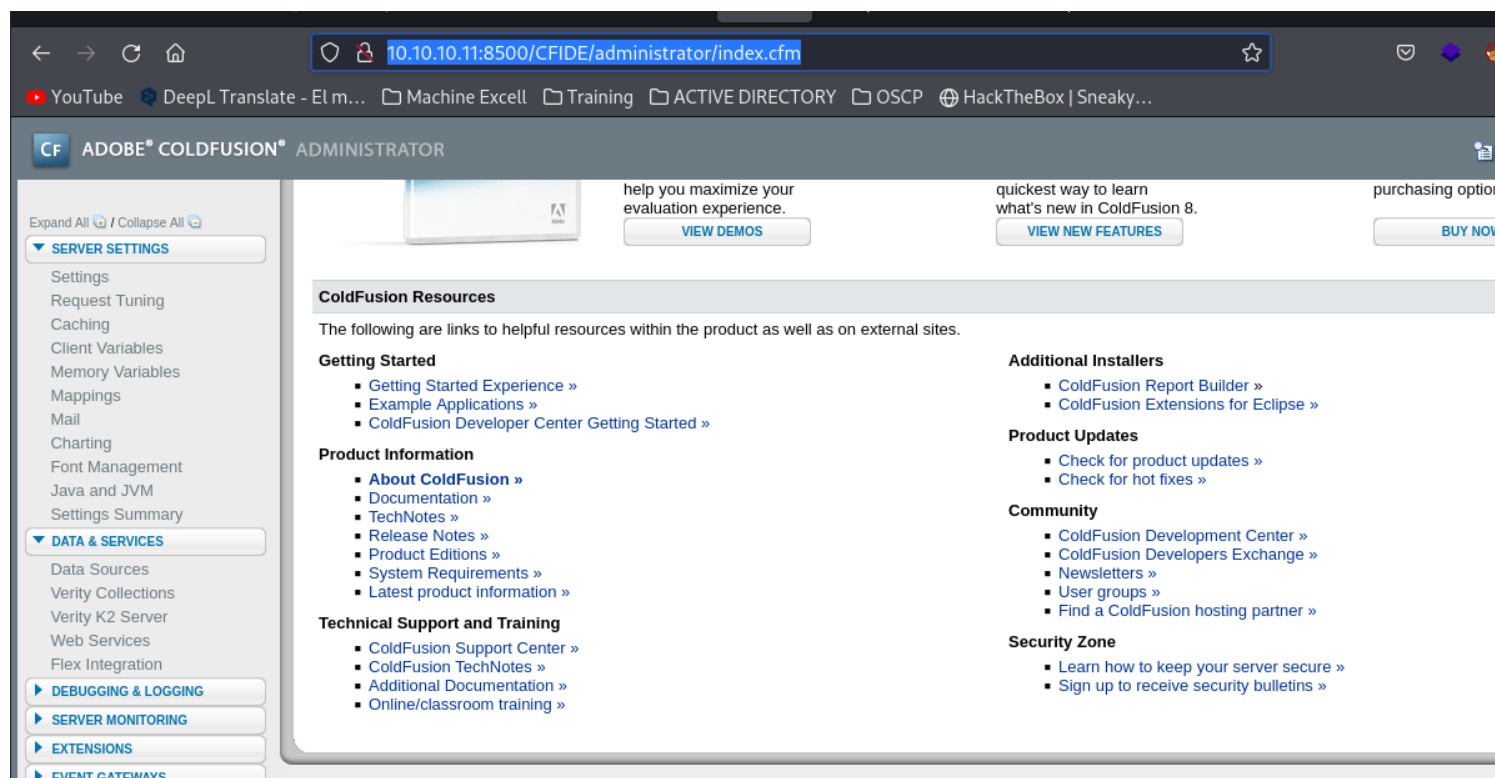 10.10.10.11:8500/CFIDE/administrator/index.cfm
YouTube DeepL Translate - El m... Machine Excell Training ACTIVE DIRECTORY OSCP HackTheBox | Sneaky...
CF ADOBE® COLDFUSION® ADMINISTRATOR
Expand All / Collapse All
SERVER SETTINGS
Settings
Request Tuning
Caching
Client Variables
Memory Variables
Mappings
Mail
Charting
Font Management
Java and JVM
Settings Summary
DATA & SERVICES
Data Sources
Verity Collections
Verity K2 Server
Web Services
Flex Integration
DEBUGGING & LOGGING
SERVER MONITORING
EXTENSIONS
EVENT GATEWAYS
Adobe
help you maximize your
evaluation experience.
VIEW DEMOS
quickest way to learn
what's new in ColdFusion 8.
VIEW NEW FEATURES
purchasing optio
BUY NOW
ColdFusion Resources
The following are links to helpful resources within the product as well as on external sites.
Getting Started
▪ Getting Started Experience »
▪ Example Applications »
▪ ColdFusion Developer Center Getting Started »
Product Information
▪ About ColdFusion »
▪ Documentation »
▪ TechNotes »
▪ Release Notes »
▪ Product Editions »
▪ System Requirements »
▪ Latest product information »
Technical Support and Training
▪ ColdFusion Support Center »
▪ ColdFusion TechNotes »
▪ Additional Documentation »
▪ Online/classroom training »
Additional Installers
▪ ColdFusion Report Builder »
▪ ColdFusion Extensions for Eclipse »
Product Updates
▪ Check for product updates »
▪ Check for hot fixes »
Community
▪ ColdFusion Development Center »
▪ ColdFusion Developers Exchange »
▪ Newsletters »
▪ User groups »
▪ Find a ColdFusion hosting partner »
Security Zone
▪ Learn how to keep your server secure »
▪ Sign up to receive security bulletins »